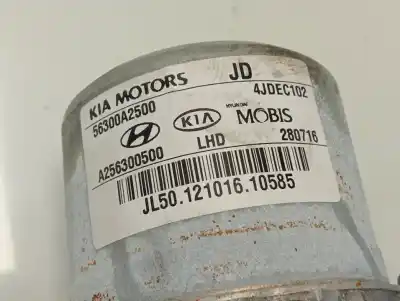 KIA MOTORS JD
56300A2500 4JDEC102
KIA HYUNDAI MOBIS
A256300500 LHD 280716
JL50.121016.10585